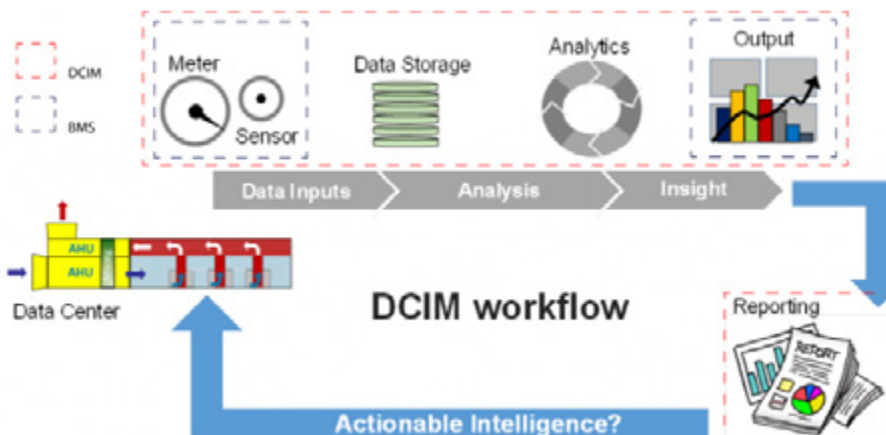 DCIM
BMS
Meter
Sensor
Data Storage
Analytics
Output
Data Inputs
Analysis
Insight
AHU
AHU
Data Center
DCIM workflow
Reporting
REPORT
Actionable Intelligence?